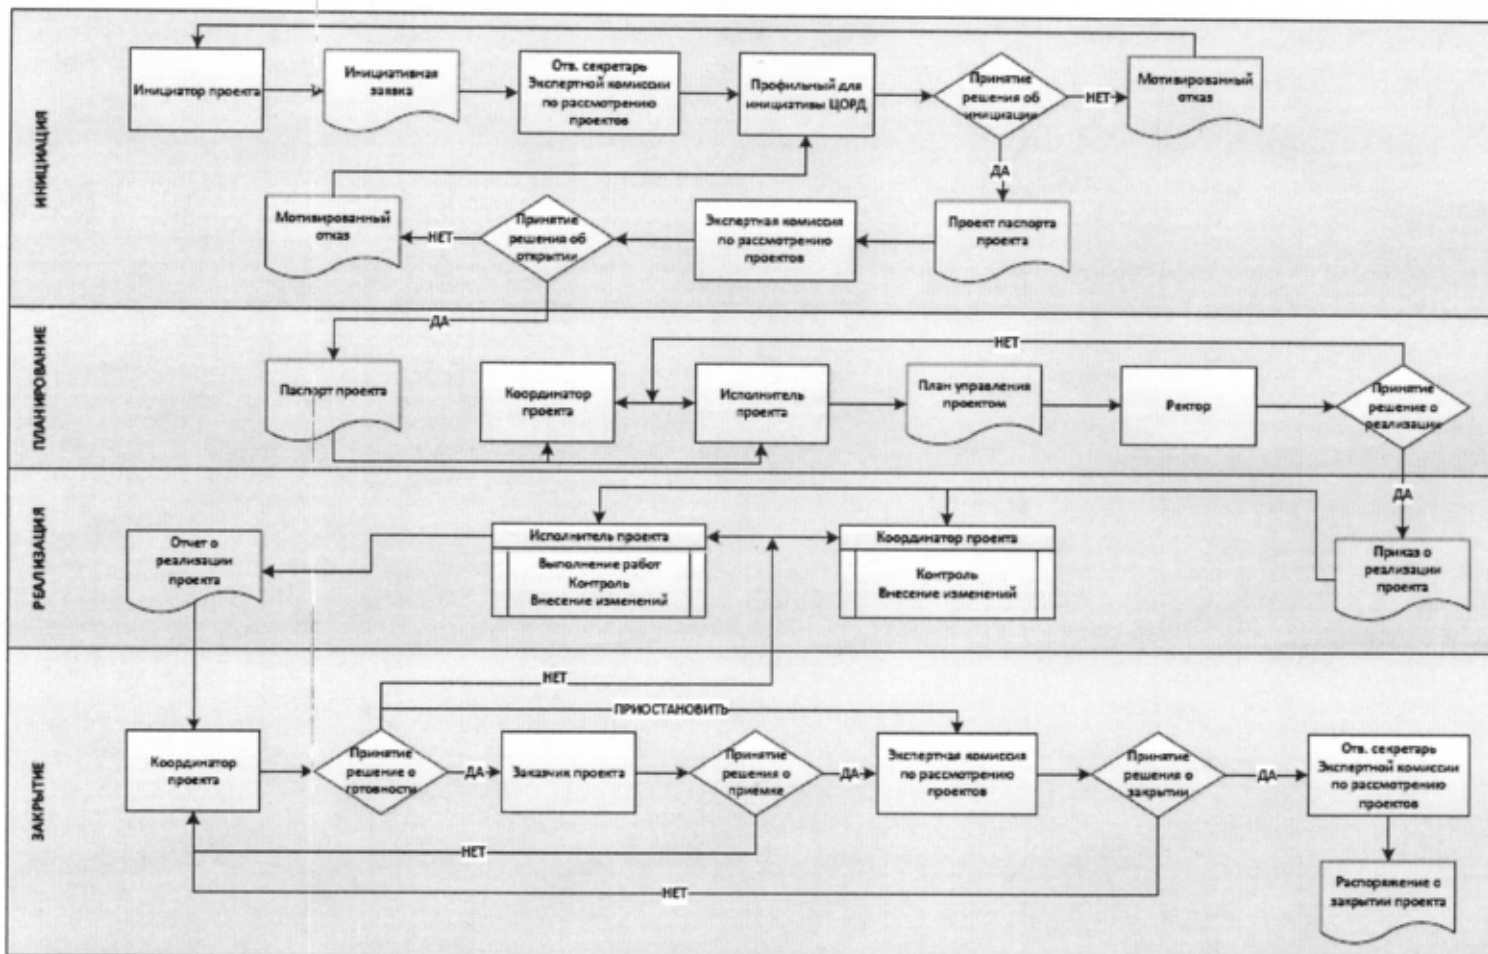 ИНИЦИАЦИЯ
Инициатор проекта
Инициативная
заявка
Отв. секретарь
Экспертной комиссии
по рассмотрению
проектов
Профильный для
инициативы ЦОРД
Принятие
решения об
инициации
НЕТ
Мотивированный
отказ
ДА
Мотивированный
отказ
НЕТ
Принятие
решения об
открытии
Экспертная комиссия
по рассмотрению
проектов
Проект паспорта
проекта
ПЛАНИРОВАНИЕ
ДА
НЕТ
Паспорт проекта
Координатор
проекта
Исполнитель
проекта
План управления
проектом
Ректор
Принятие
решение о
реализации
РЕАЛИЗАЦИЯ
ДА
Отчет о
реализации
проекта
Исполнитель проекта
Выполнение работ
Контроль
Внесение изменений
Координатор проекта
Контроль
Внесение изменений
Приказ о
реализации
проекта
ЗАКРЫТИЕ
НЕТ
ПРИОСТАНОВИТЬ
Координатор
проекта
Принятие
решение о
готовности
ДА
Заказчик проекта
Принятие
решения о
приёмке
ДА
Экспертная комиссия
по рассмотрению
проектов
Принятие
решения о
закрытии
ДА
Отв. секретарь
Экспертной комиссии
по рассмотрению
проектов
НЕТ
НЕТ
Распоряжение о
закрытии проекта